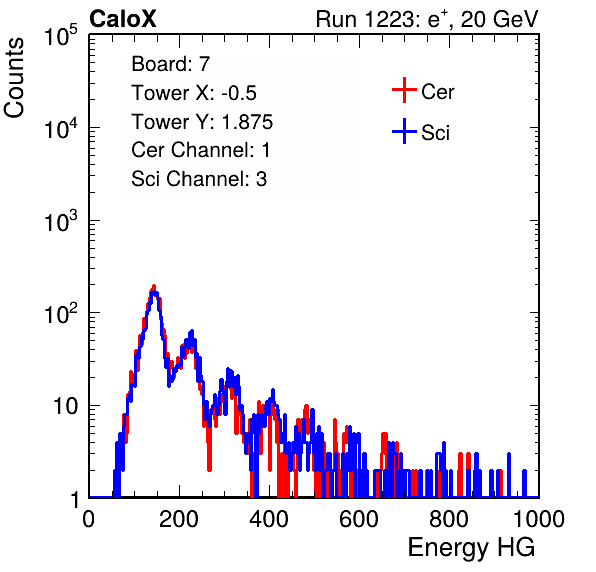 CaloX Run 1223: e⁺, 20 GeV
Counts
Board: 7
Tower X: -0.5
Tower Y: 1.875
Cer Channel: 1
Sci Channel: 3
Cer
Sci
10⁵
10⁴
10³
10²
10
1
0 200 400 600 800 1000
Energy HG